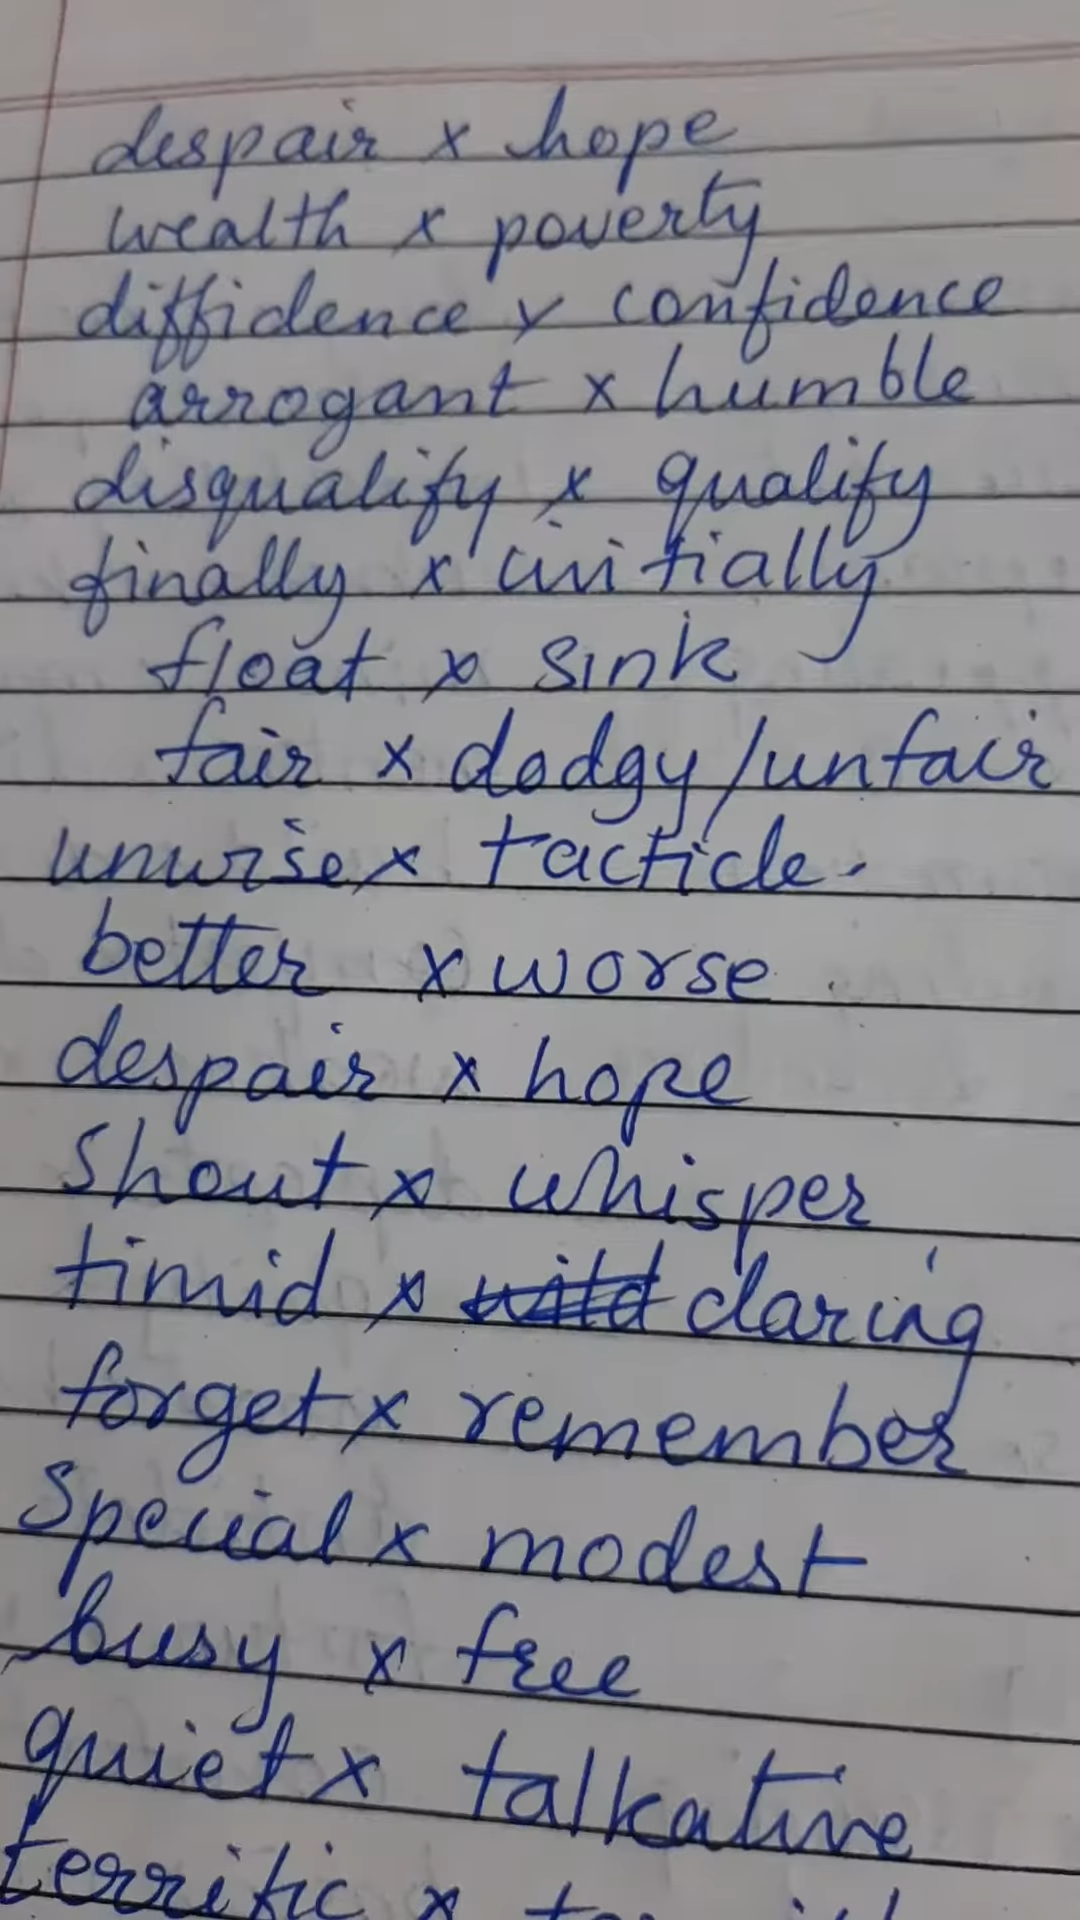 despair x hope
wealth x poverty
diffidence x confidence
arrogant x humble
disqualify x qualify
finally x initially
float x sink
fair x dodgy/unfair
unwise x tacticle.
better x worse
despair x hope
Shout x whisper
timid x daring
forget x remember
Special x modest
busy x free
quiet x talkative
terrific x